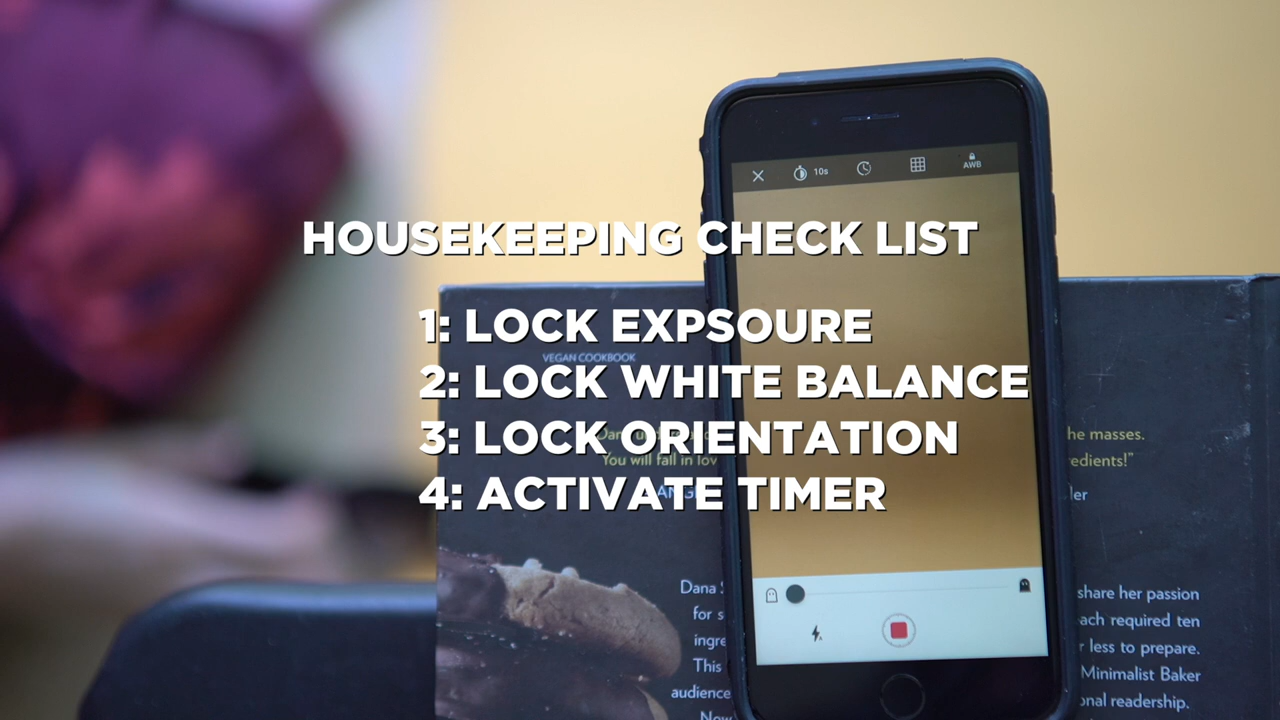 10s
AWB
HOUSEKEEPING CHECK LIST
1: LOCK EXPSOURE
VEGAN COOKBOOK
2: LOCK WHITE BALANCE
3: LOCK ORIENTATION
he masses.
You will fall in lov
edients!”
4: ACTIVATE TIMER
Dana
share her passion
for
ach required ten
ingre
less to prepare.
This
Minimalist Baker
audience
onal readership.
Now